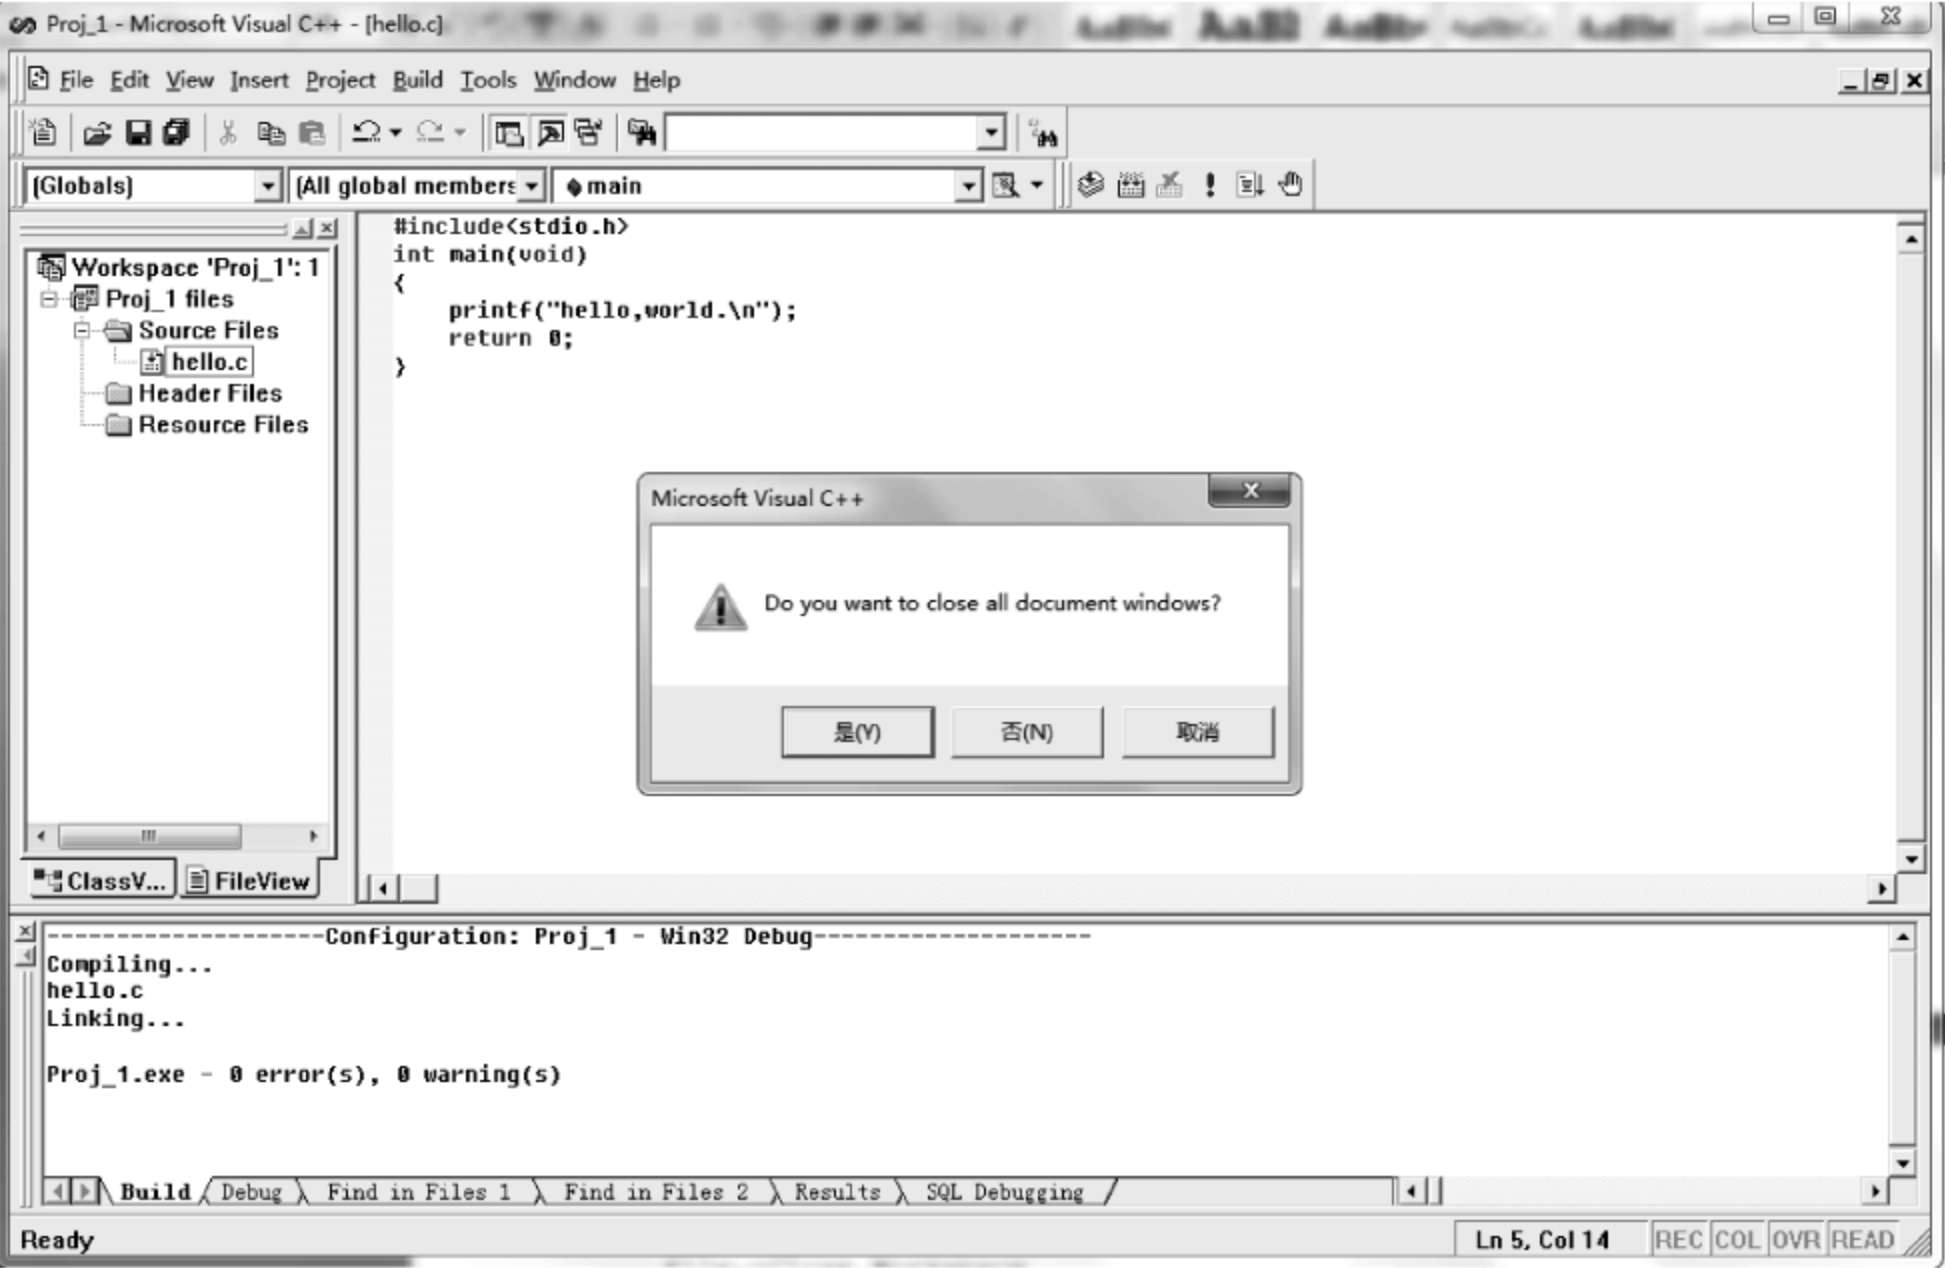 Proj_1 - Microsoft Visual C++ - [hello.c]
File Edit View Insert Project Build Tools Window Help
(Globals) (All global members main
Workspace 'Proj_1': 1
Proj_1 files
Source Files
hello.c
Header Files
Resource Files
ClassV... FileView
#include<stdio.h>
int main(void)
{
printf("hello,world.\n");
return 0;
}
Microsoft Visual C++
Do you want to close all document windows?
是(Y) 否(N) 取消
--------------------Configuration: Proj_1 - Win32 Debug--------------------
Compiling...
hello.c
Linking...
Proj_1.exe - 0 error(s), 0 warning(s)
Build Debug Find in Files 1 Find in Files 2 Results SQL Debugging
Ready Ln 5, Col 14 REC COL OVR READ